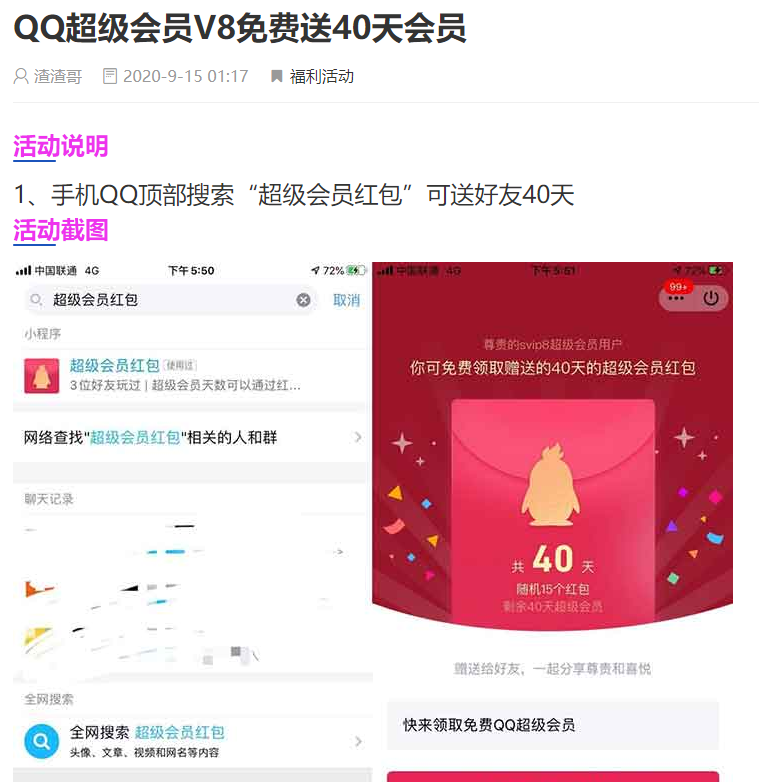 QQ超级会员V8免费送40天会员
渣渣哥 2020-9-15 01:17 福利活动
活动说明
1、手机QQ顶部搜索“超级会员红包”可送好友40天
活动截图
中国联通 4G 下午5:50 72%
超级会员红包 取消
小程序
超级会员红包 使用过
3位好友玩过 | 超级会员天数可以通过红...
网络查找"超级会员红包"相关的人和群
聊天记录
全网搜索
全网搜索 超级会员红包
头像、文章、视频和网名等内容
中国联通 4G 下午5:51 72%
99+
尊贵的svip8超级会员用户
你可免费领取赠送的40天的超级会员红包
共 40 天
随机15个红包
剩余40天超级会员
赠送给好友，一起分享尊贵和喜悦
快来领取免费QQ超级会员